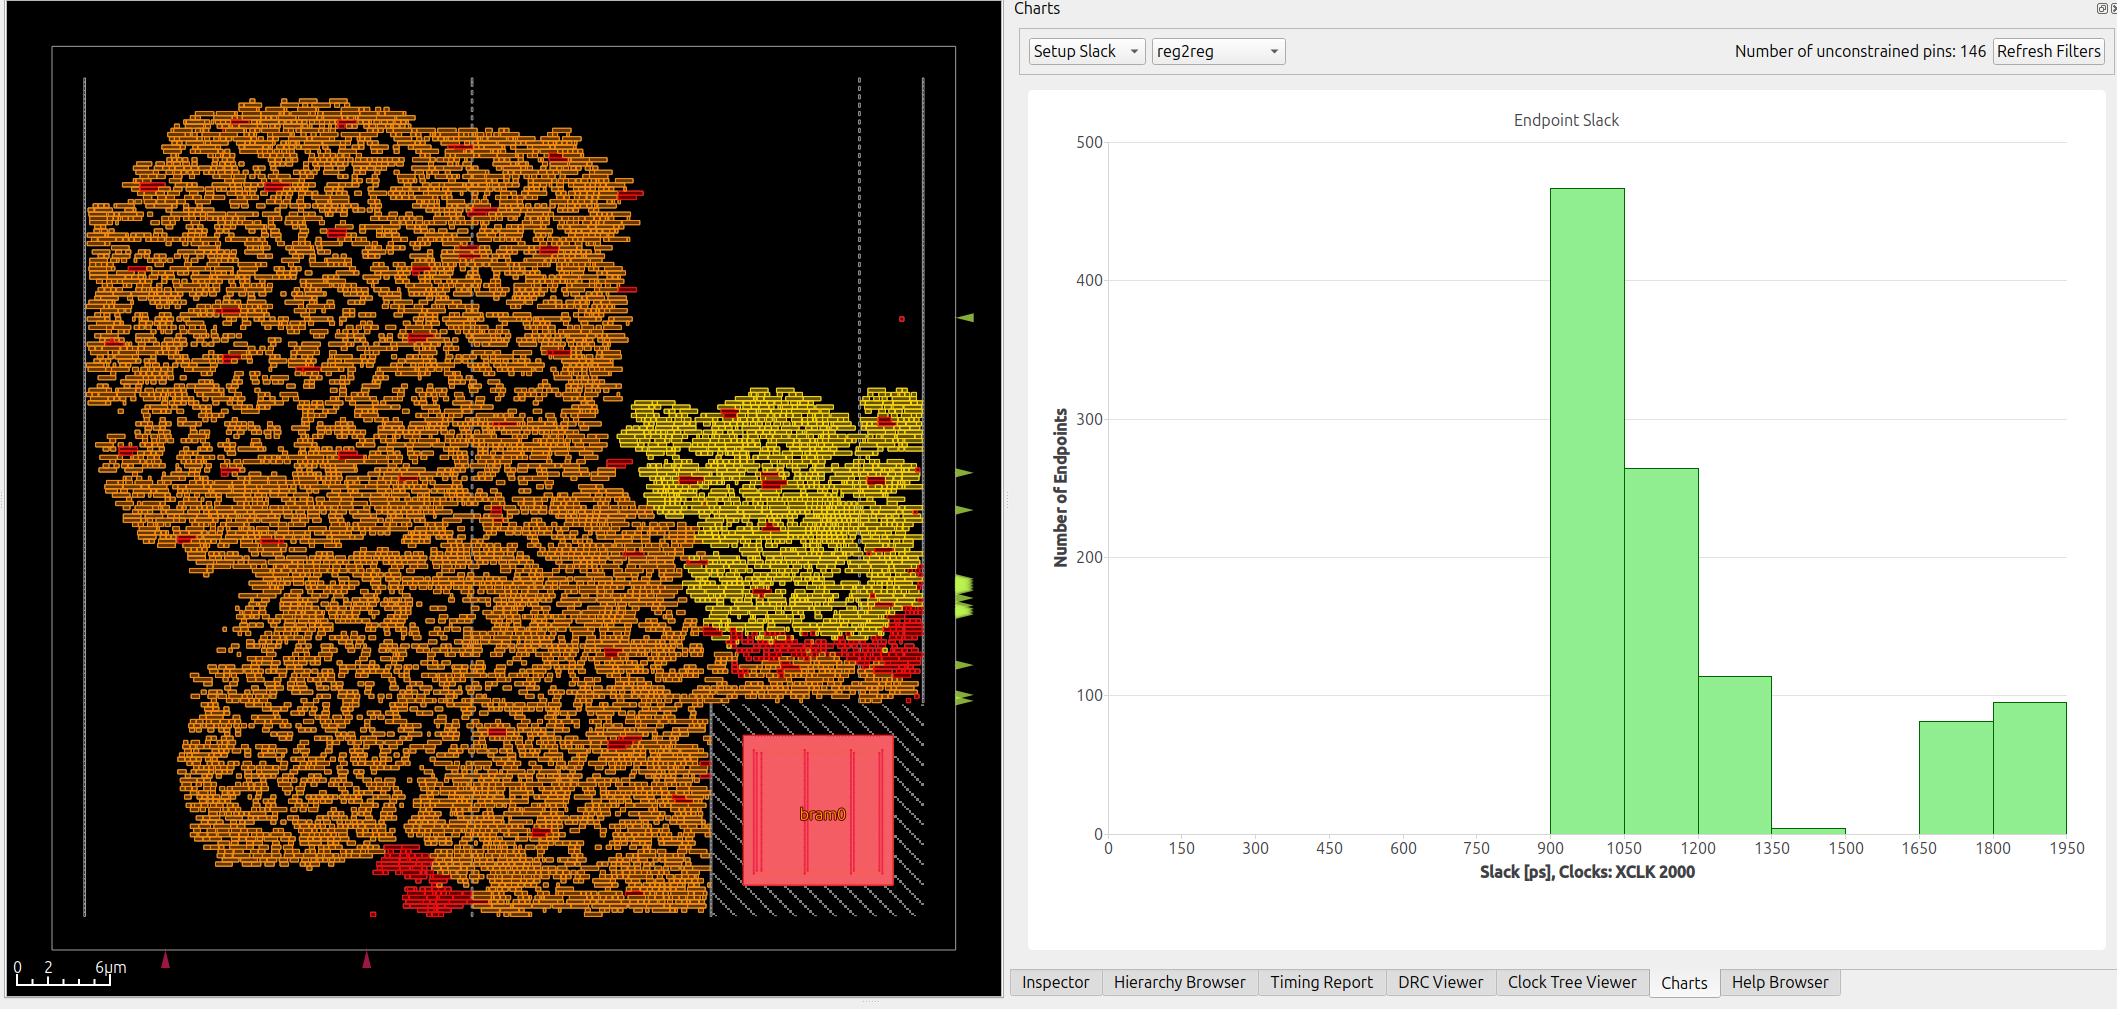 Charts
Setup Slack reg2reg Number of unconstrained pins: 146 Refresh Filters
Endpoint Slack
500
400
300
200
100
0
Number of Endpoints
0 150 300 450 600 750 900 1050 1200 1350 1500 1650 1800 1950
Slack [ps], Clocks: XCLK 2000
bram0
0 2 6μm
Inspector Hierarchy Browser Timing Report DRC Viewer Clock Tree Viewer Charts Help Browser